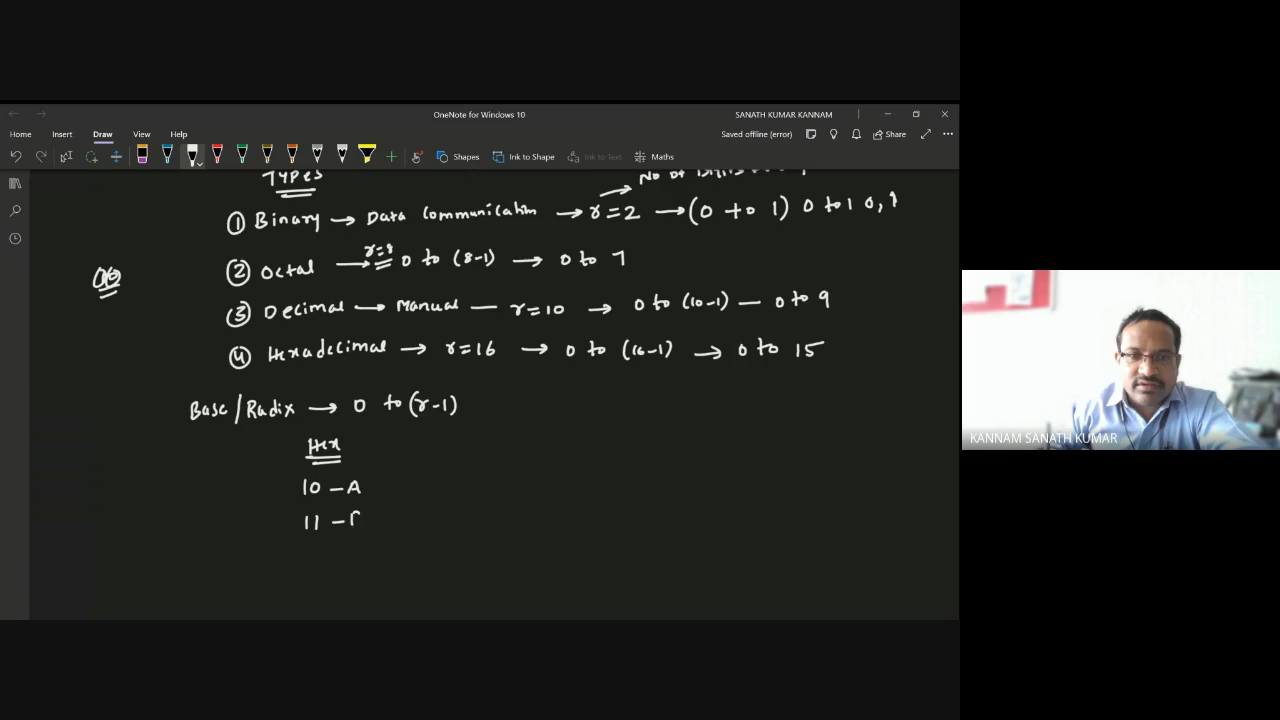 OneNote for Windows 10
SANATH KUMAR KANNAM
Home Insert Draw View Help
Saved offline (error) Share
Shapes Ink to Shape Ink to Text Maths
Types
No of
① Binary → Data Communication → r=2 → (0 to 1) 0 to 1 0, 1
② Octal → r=8 0 to (8-1) → 0 to 7
③ Decimal → Manual — r=10 → 0 to (10-1) — 0 to 9
④ Hexadecimal → r=16 → 0 to (16-1) → 0 to 15
Base/Radix → 0 to (r-1)
Hex
10 - A
11 -
KANNAM SANATH KUMAR